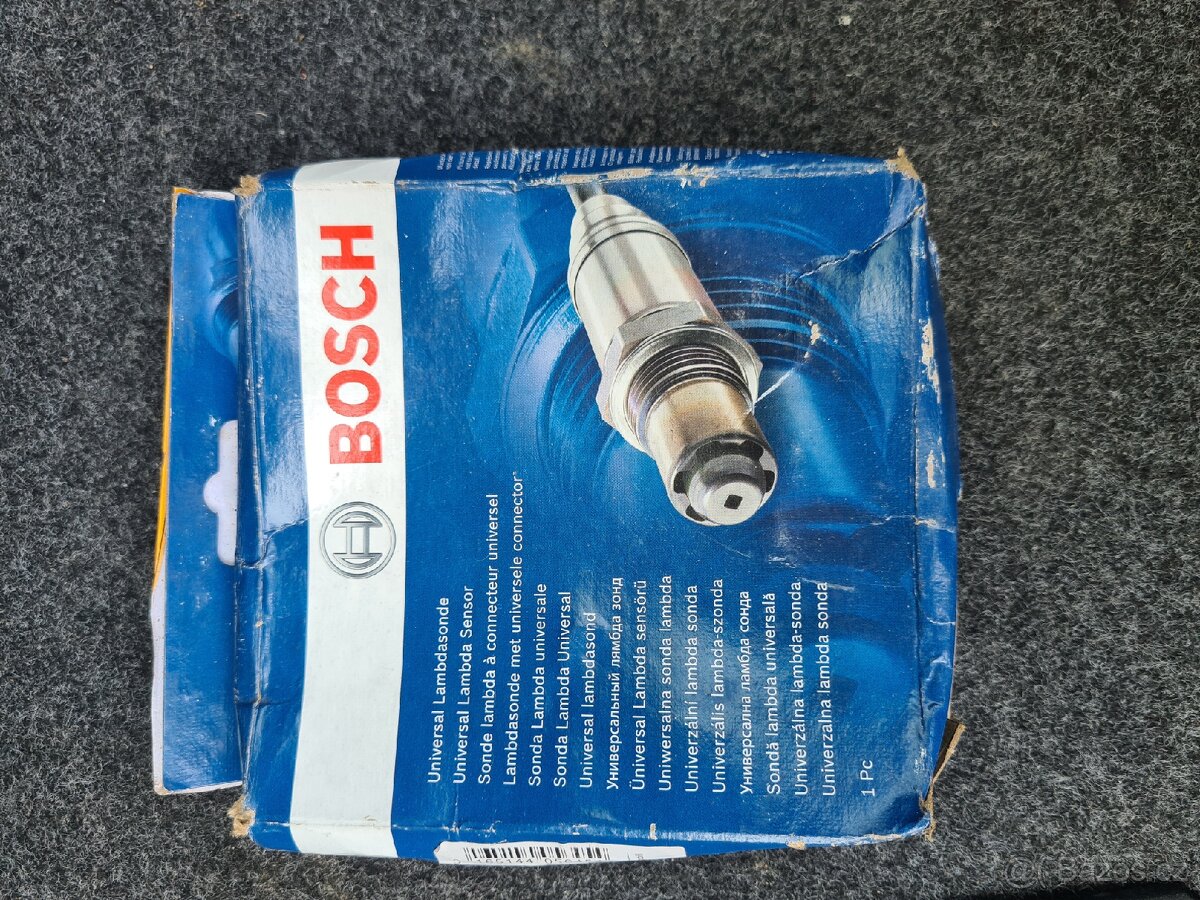 BOSCH
Universal Lambdasonde
Universal Lambda Sensor
Sonde lambda à connecteur universel
Lambdasonde met universele connector
Sonda Lambda universale
Sonda Lambda Universal
Universal lambdasond
Универсальный лямбда зонд
Üniversal Lambda sensörü
Uniwersalna sonda lambda
Univerzální lambda sonda
Univerzális lambda-szonda
Универсална ламбда сонда
Sondă lambda universală
Univerzálna lambda-sonda
Univerzalna lambda sonda
1 Pc